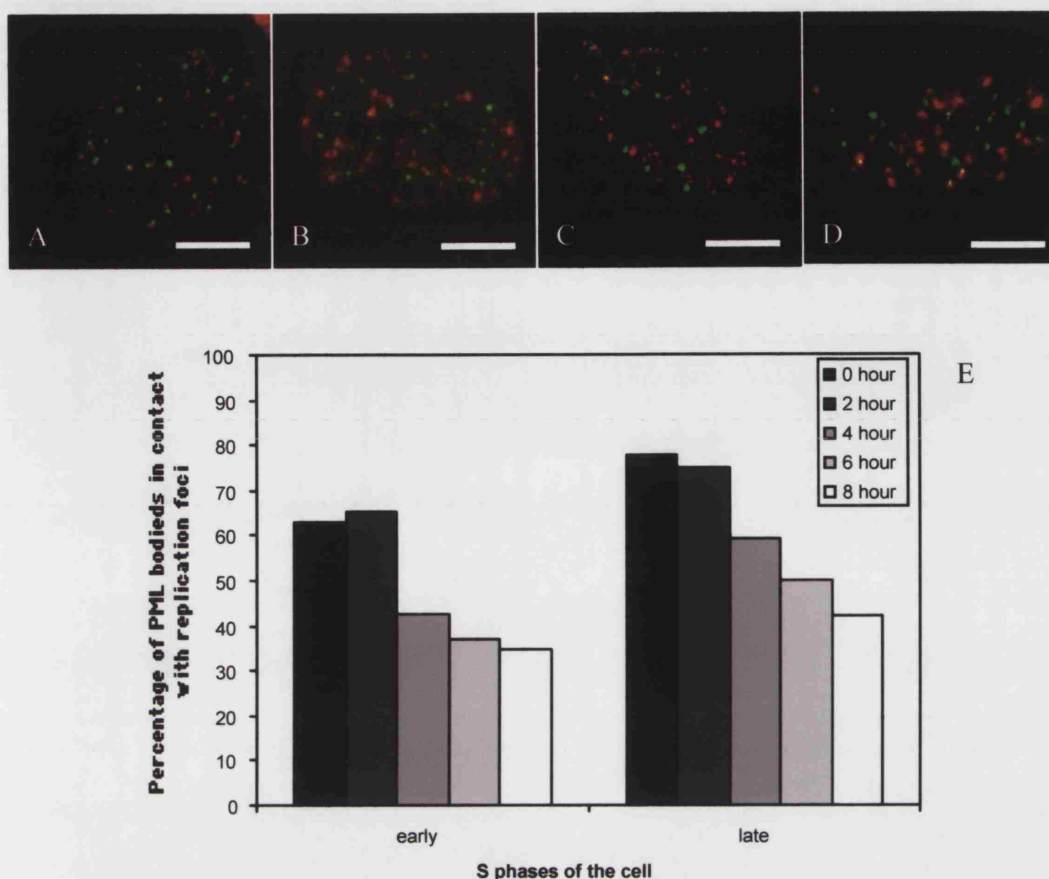 A
B
C
D
E
Percentage of PML bodieds in contact
with replication foci
100
90
80
70
60
50
40
30
20
10
0
0 hour
2 hour
4 hour
6 hour
8 hour
early
late
S phases of the cell